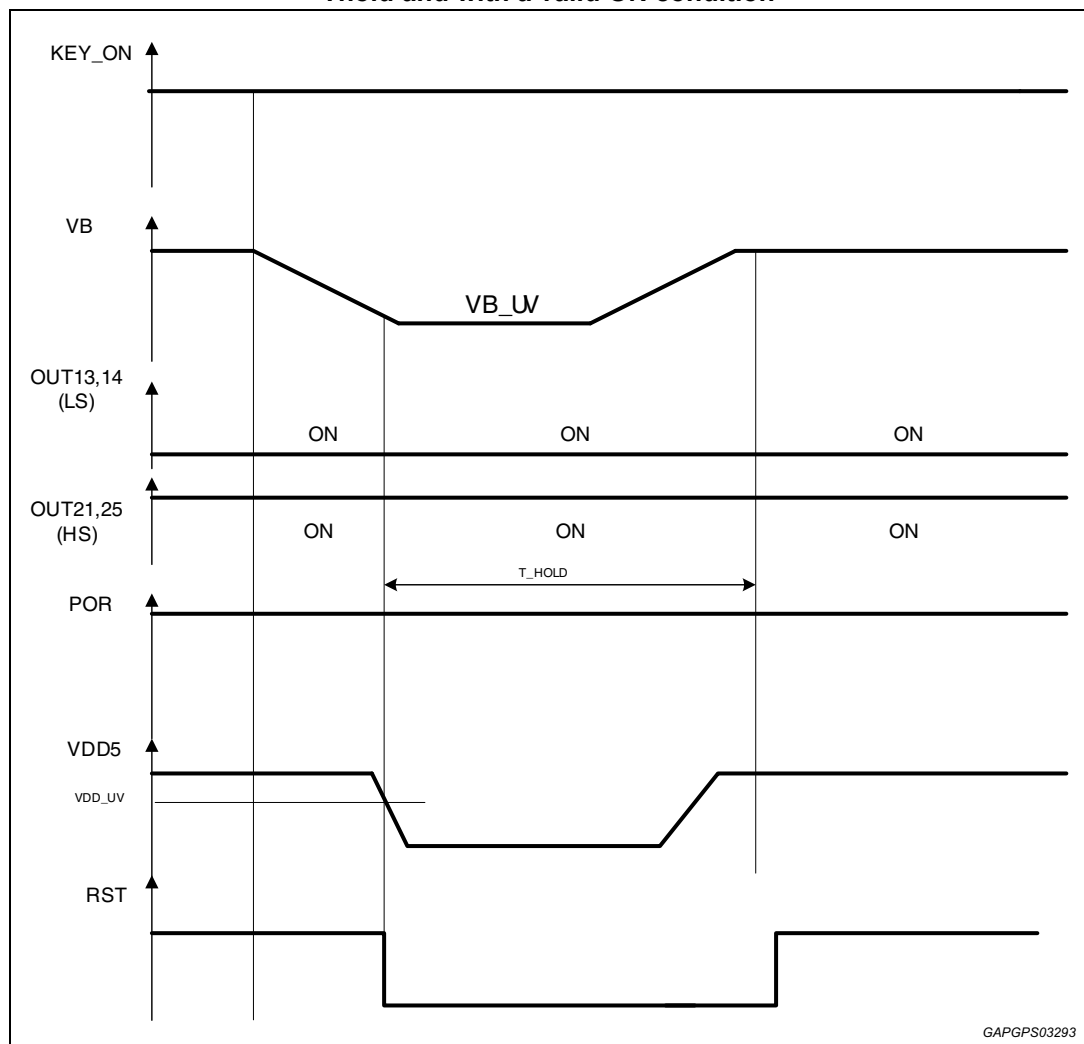 Thold and with a valid ON condition
KEY_ON
VB
VB_UV
OUT13,14
(LS)
ON ON ON
OUT21,25
(HS)
ON ON ON
T_HOLD
POR
VDD5
VDD_UV
RST
GAPGPS03293